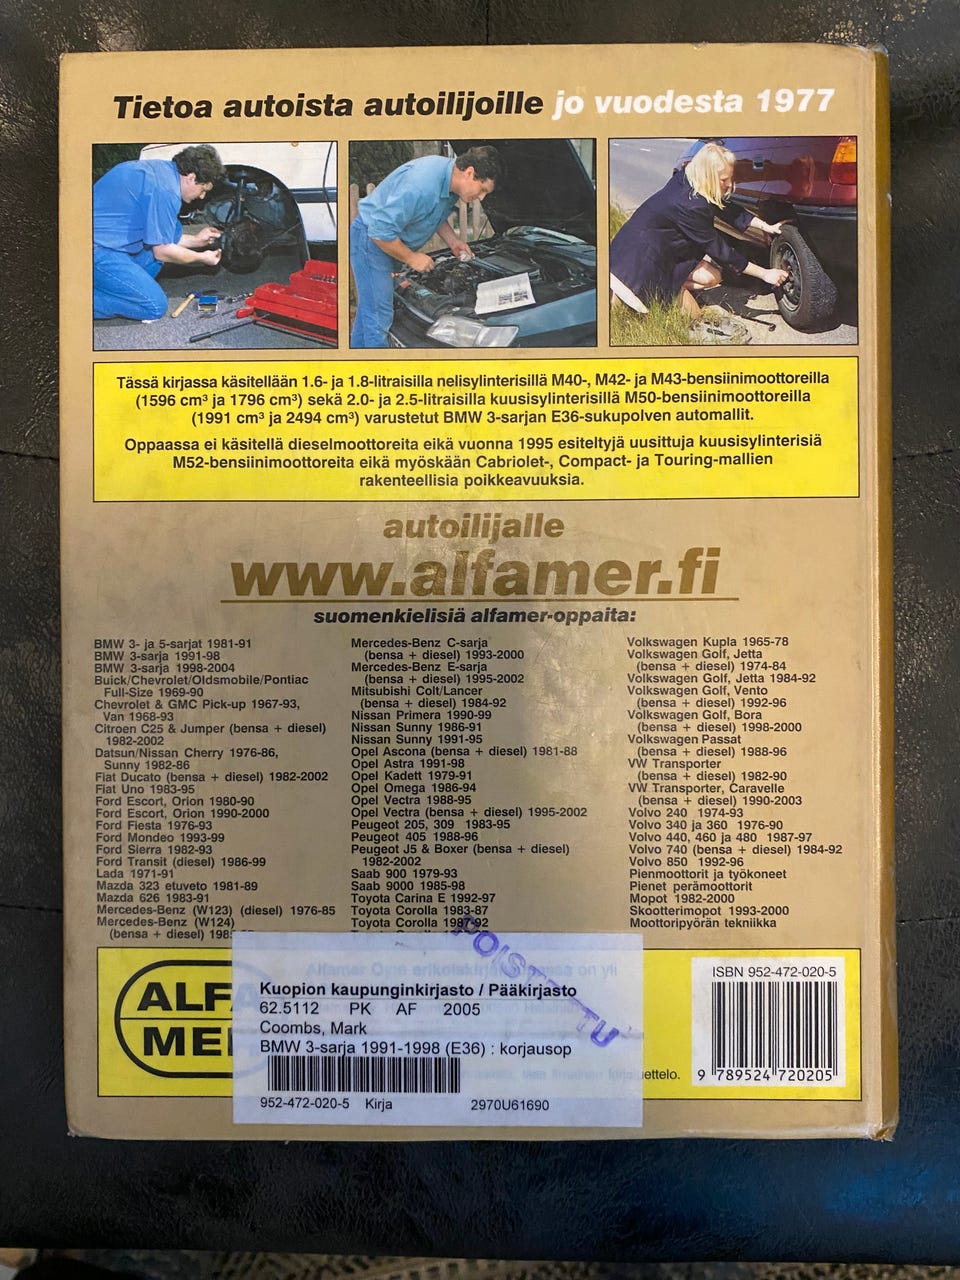 Tietoa autoista autoilijoille jo vuodesta 1977
Tässä kirjassa käsitellään 1.6- ja 1.8-litraisilla nelisylinterisillä M40-, M42- ja M43-bensiinimoottoreilla
(1596 cm³ ja 1796 cm³) sekä 2.0- ja 2.5-litraisilla kuusisylinterisillä M50-bensiinimoottoreilla
(1991 cm³ ja 2494 cm³) varustetut BMW 3-sarjan E36-sukupolven automallit.
Oppaassa ei käsitellä dieselmoottoreita eikä vuonna 1995 esiteltyjä uusittuja kuusisylinterisiä
M52-bensiinimoottoreita eikä myöskään Cabriolet-, Compact- ja Touring-mallien
rakenteellisia poikkeavuuksia.
autoilijalle
www.alfamer.fi
suomenkielisiä alfamer-oppaita:
BMW 3- ja 5-sarjat 1981-91
BMW 3-sarja 1991-98
BMW 3-sarja 1998-2004
Buick/Chevrolet/Oldsmobile/Pontiac
Full-Size 1969-90
Chevrolet & GMC Pick-up 1967-93,
Van 1968-93
Citroen C25 & Jumper (bensa + diesel)
1982-2002
Datsun/Nissan Cherry 1976-86,
Sunny 1982-86
Fiat Ducato (bensa + diesel) 1982-2002
Fiat Uno 1983-95
Ford Escort, Orion 1980-90
Ford Escort, Orion 1990-2000
Ford Fiesta 1976-93
Ford Mondeo 1993-99
Ford Sierra 1982-93
Ford Transit (diesel) 1986-99
Lada 1971-91
Mazda 323 etuveto 1981-89
Mazda 626 1983-91
Mercedes-Benz (W123) (diesel) 1976-85
Mercedes-Benz (W124)
(bensa + diesel)
Mercedes-Benz C-sarja
(bensa + diesel) 1993-2000
Mercedes-Benz E-sarja
(bensa + diesel) 1995-2002
Mitsubishi Colt/Lancer
(bensa + diesel) 1984-92
Nissan Primera 1990-99
Nissan Sunny 1986-91
Nissan Sunny 1991-95
Opel Ascona (bensa + diesel) 1981-88
Opel Astra 1991-98
Opel Kadett 1979-91
Opel Omega 1986-94
Opel Vectra 1988-95
Opel Vectra (bensa + diesel) 1995-2002
Peugeot 205, 309 1983-95
Peugeot 405 1988-96
Peugeot J5 & Boxer (bensa + diesel)
1982-2002
Saab 900 1979-93
Saab 9000 1985-98
Toyota Carina E 1992-97
Toyota Corolla 1983-87
Toyota Corolla 1987-92
Toyota Corolla
Volkswagen Kupla 1965-78
Volkswagen Golf, Jetta
(bensa + diesel) 1974-84
Volkswagen Golf, Jetta 1984-92
Volkswagen Golf, Vento
(bensa + diesel) 1992-96
Volkswagen Golf, Bora
(bensa + diesel) 1998-2000
Volkswagen Passat
(bensa + diesel) 1988-96
VW Transporter
(bensa + diesel) 1982-90
VW Transporter, Caravelle
(bensa + diesel) 1990-2003
Volvo 240 1974-93
Volvo 340 ja 360 1976-90
Volvo 440, 460 ja 480 1987-97
Volvo 740 (bensa + diesel) 1984-92
Volvo 850 1992-96
Pienmoottorit ja työkoneet
Pienet perämoottorit
Mopot 1982-2000
Skootterimopot 1993-2000
Moottoripyörän tekniikka
ALFA
MER
Kuopion kaupunginkirjasto / Pääkirjasto
62.5112 PK AF 2005
Coombs, Mark
BMW 3-sarja 1991-1998 (E36) : korjausop
952-472-020-5 Kirja 2970U61690
ISBN 952-472-020-5
9 789524 720205